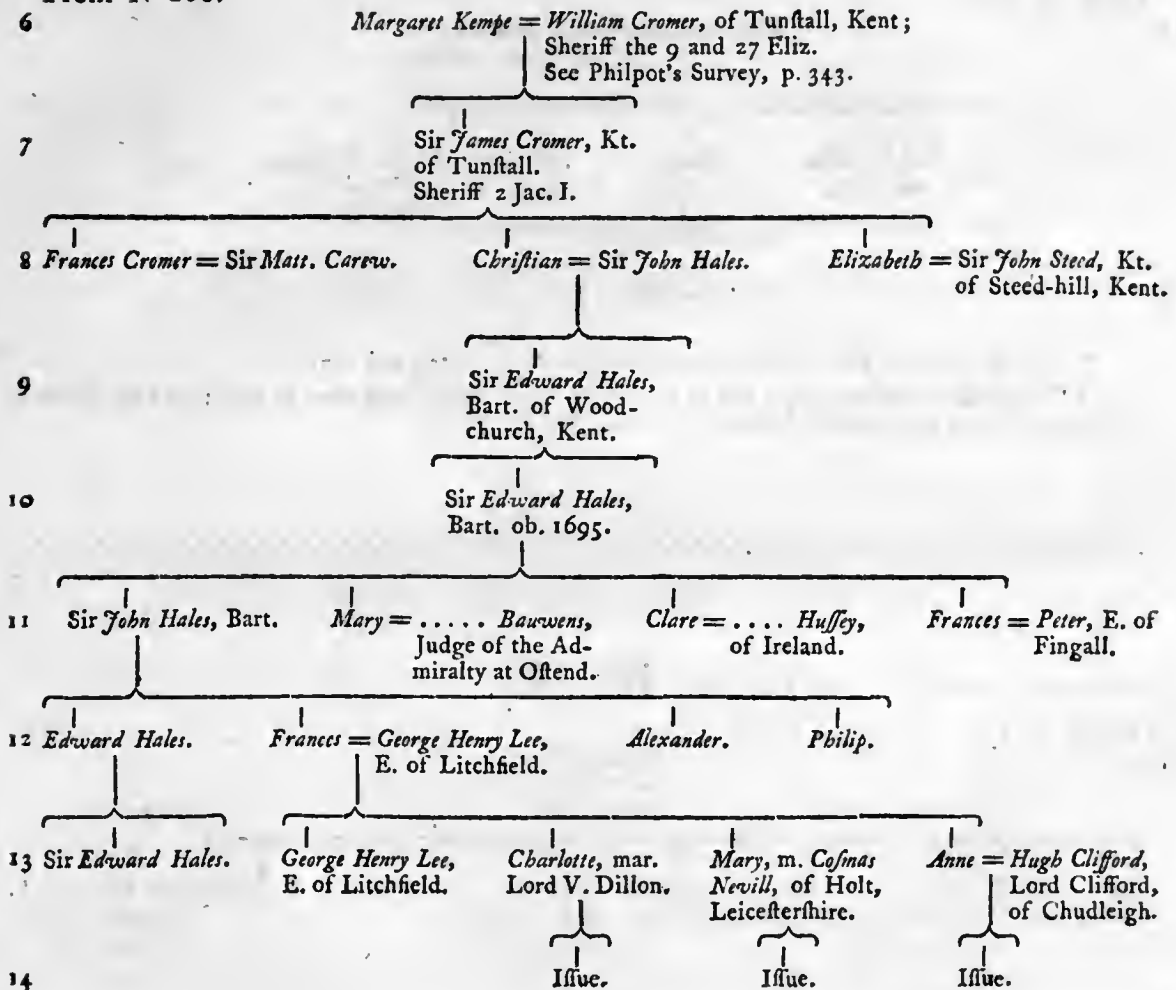 6 Margaret Kempe = William Cromer, of Tunſtall, Kent;
Sheriff the 9 and 27 Eliz.
See Philpot's Survey, p. 343.
7 Sir James Cromer, Kt.
of Tunſtall.
Sheriff 2 Jac. I.
8 Frances Cromer = Sir Matt. Carew. Chriſtian = Sir John Hales. Elizabeth = Sir John Steed, Kt.
of Steed-hill, Kent.
9 Sir Edward Hales,
Bart. of Wood-
church, Kent.
10 Sir Edward Hales,
Bart. ob. 1695.
11 Sir John Hales, Bart. Mary = ..... Bauwens, Clare = .... Huſſey, Frances = Peter, E. of
Judge of the Ad- of Ireland. Fingall.
miralty at Oſtend.
12 Edward Hales. Frances = George Henry Lee, Alexander. Philip.
E. of Litchfield.
13 Sir Edward Hales. George Henry Lee, Charlotte, mar. Mary, m. Coſmas Anne = Hugh Clifford,
E. of Litchfield. Lord V. Dillon. Nevill, of Holt, Lord Clifford,
Leiceſterſhire. of Chudleigh.
14 Iſſue. Iſſue. Iſſue.